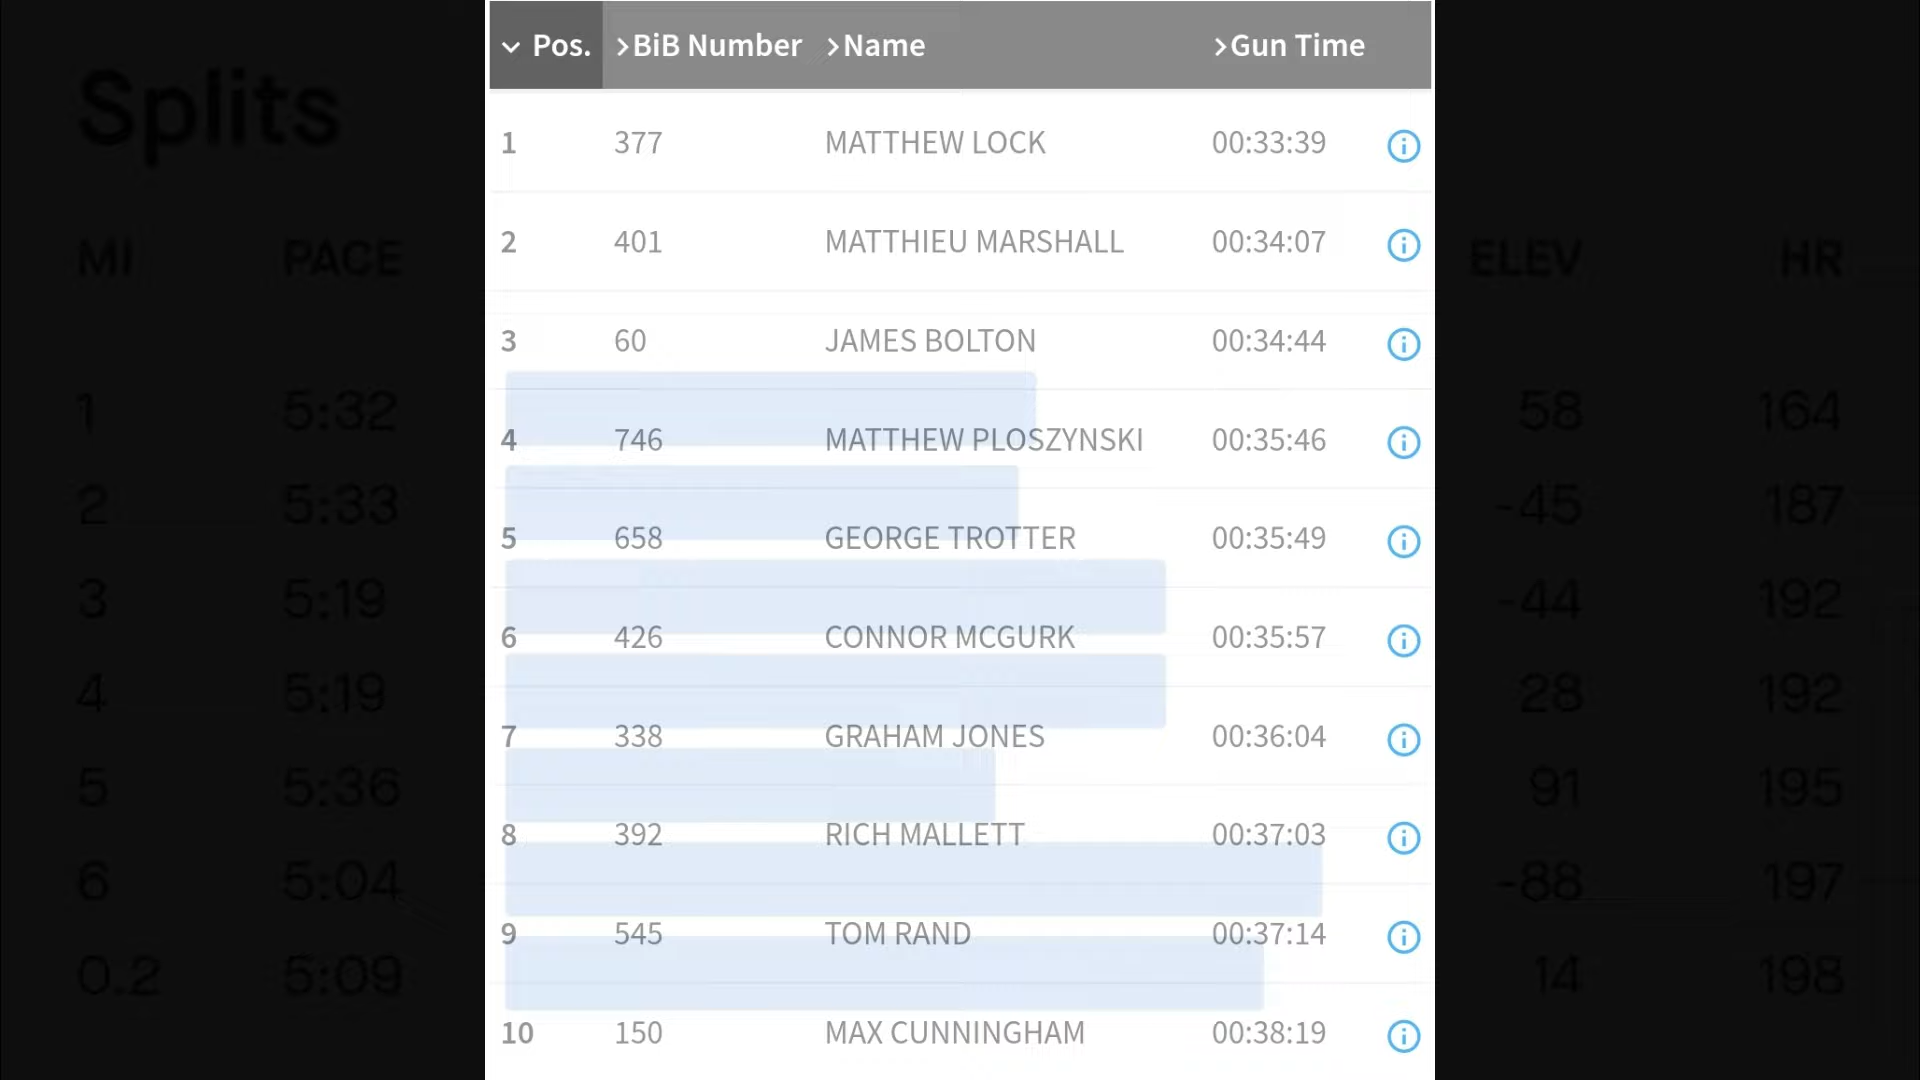 Pos. BiB Number Name Gun Time
1 377 MATTHEW LOCK 00:33:39
2 401 MATTHIEU MARSHALL 00:34:07
3 60 JAMES BOLTON 00:34:44
4 746 MATTHEW PLOSZYNSKI 00:35:46
5 658 GEORGE TROTTER 00:35:49
6 426 CONNOR MCGURK 00:35:57
7 338 GRAHAM JONES 00:36:04
8 392 RICH MALLETT 00:37:03
9 545 TOM RAND 00:37:14
10 150 MAX CUNNINGHAM 00:38:19
Splits
MI PACE ELEV HR
1 5:32 58 164
2 5:33 -45 187
3 5:19 -44 192
4 5:19 28 192
5 5:36 91 195
6 5:04 -88 197
0.2 5:09 14 198